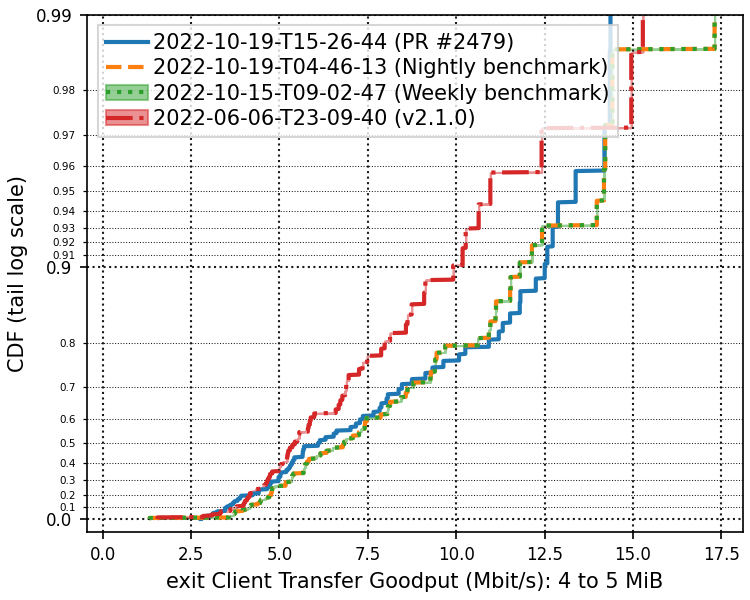 0.99
2022-10-19-T15-26-44 (PR #2479)
2022-10-19-T04-46-13 (Nightly benchmark)
2022-10-15-T09-02-47 (Weekly benchmark)
2022-06-06-T23-09-40 (v2.1.0)
0.98
0.97
0.96
0.95
0.94
0.93
0.92
0.91
0.9
0.8
0.7
0.6
0.5
0.4
0.3
0.2
0.1
0.0
CDF (tail log scale)
0.0 2.5 5.0 7.5 10.0 12.5 15.0 17.5
exit Client Transfer Goodput (Mbit/s): 4 to 5 MiB